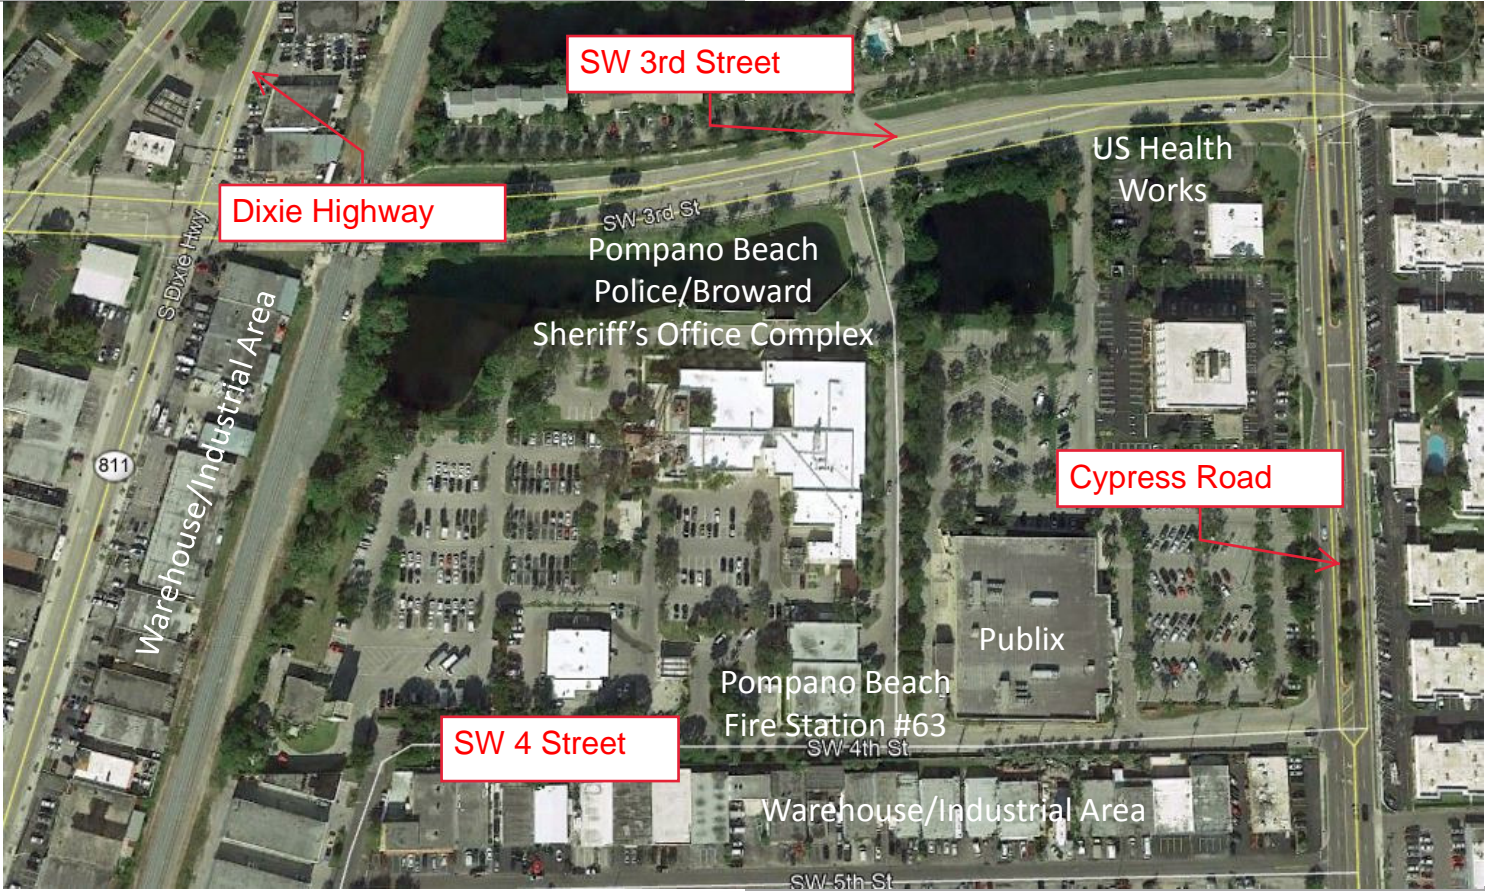 SW 3rd Street
US Health
Works
Dixie Highway
SW 3rd St
S Dixie Hwy
Pompano Beach
Police/Broward
Sheriff’s Office Complex
Warehouse/Industrial Area
811
Cypress Road
Publix
Pompano Beach
Fire Station #63
SW 4 Street
SW 4th St
Warehouse/Industrial Area
SW 5th St